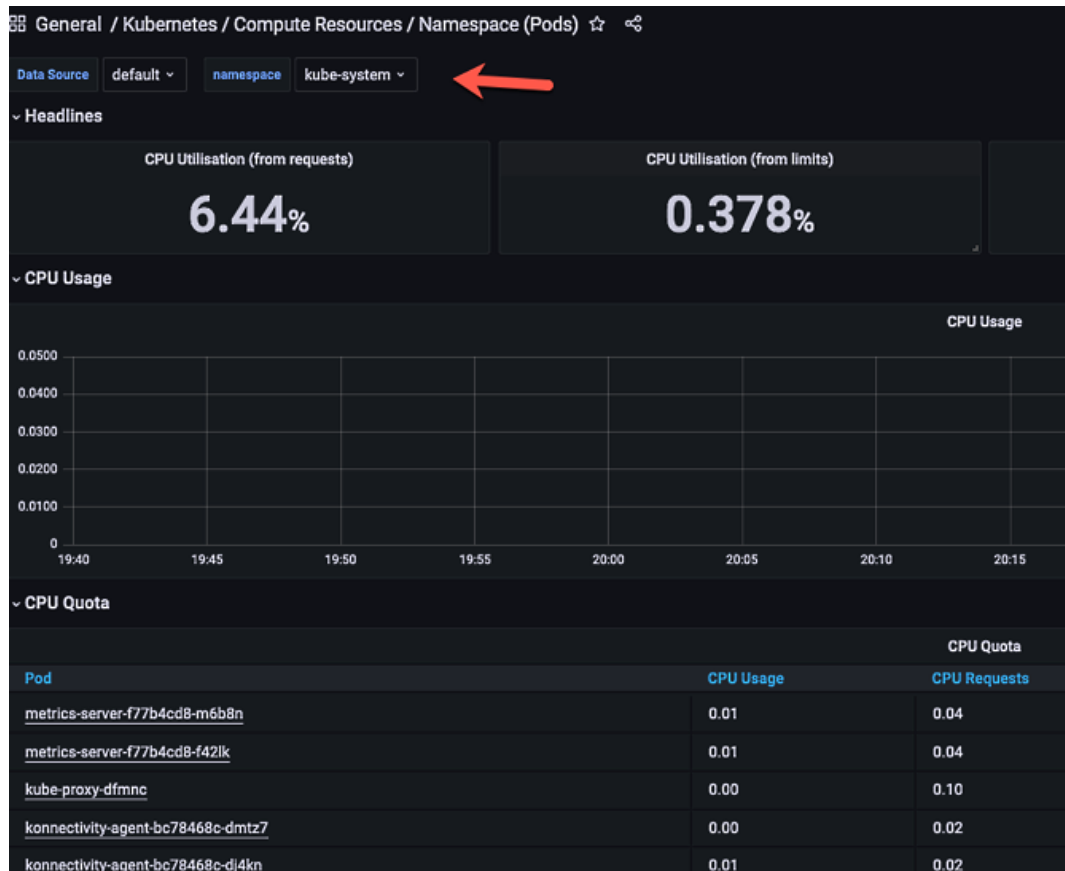 General / Kubernetes / Compute Resources / Namespace (Pods)
Data Source default namespace kube-system
Headlines
CPU Utilisation (from requests) CPU Utilisation (from limits)
6.44% 0.378%
CPU Usage
CPU Usage
0.0500
0.0400
0.0300
0.0200
0.0100
0
19:40 19:45 19:50 19:55 20:00 20:05 20:10 20:15
CPU Quota
CPU Quota
Pod CPU Usage CPU Requests
metrics-server-f77b4cd8-m6b8n 0.01 0.04
metrics-server-f77b4cd8-f42lk 0.01 0.04
kube-proxy-dfmnc 0.00 0.10
konnectivity-agent-bc78468c-dmtz7 0.00 0.02
konnectivity-agent-bc78468c-dj4kn 0.01 0.02